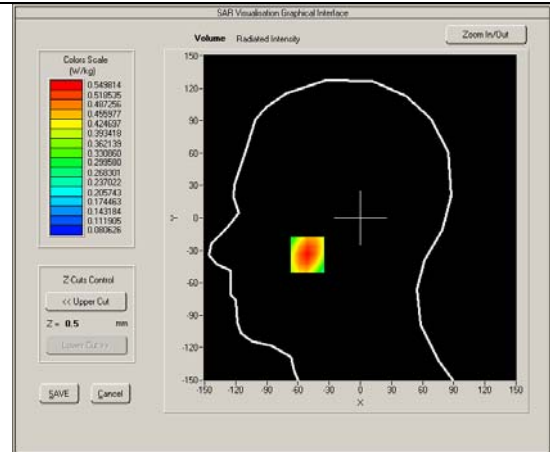 SAR Visualisation Graphical Interface
Volume Radiated Intensity
Zoom In/Out
Colors Scale
(W/kg)
0.549814
0.518535
0.487256
0.455977
0.424697
0.393418
0.362139
0.330860
0.299580
0.268301
0.237022
0.205743
0.174463
0.143184
0.111905
0.080626
Z Cuts Control
<< Upper Cut
Z = 0.5 mm
Lower Cut >>
SAVE Cancel
150
120
90
60
30
0
-30
-60
-90
-120
-150
Y
-150 -120 -90 -60 -30 0 30 60 90 120 150
X